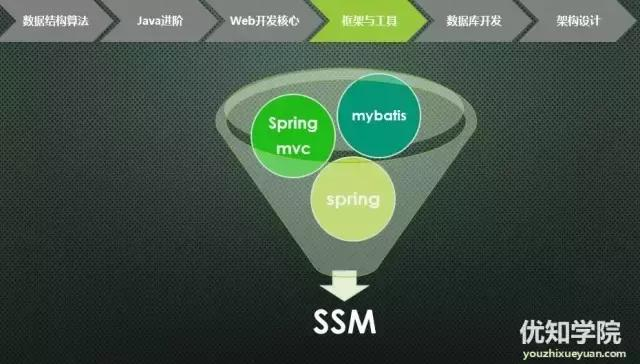 数据结构算法
Java进阶
Web开发核心
框架与工具
数据库开发
架构设计
Spring
mvc
mybatis
spring
SSM
优知学院
youzhixueyuan.com